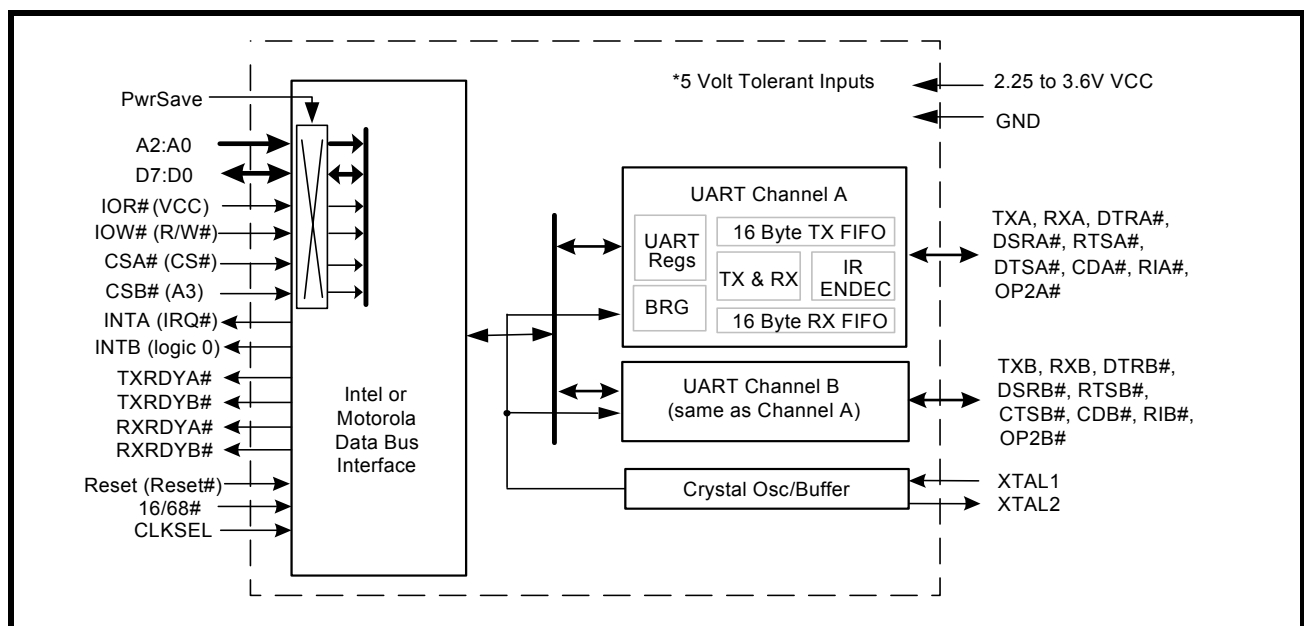 *5 Volt Tolerant Inputs
2.25 to 3.6V VCC
GND
PwrSave
A2:A0
D7:D0
IOR# (VCC)
IOW# (R/W#)
CSA# (CS#)
CSB# (A3)
INTA (IRQ#)
INTB (logic 0)
TXRDYA#
TXRDYB#
RXRDYA#
RXRDYB#
Reset (Reset#)
16/68#
CLKSEL
Intel or
Motorola
Data Bus
Interface
UART Channel A
UART
Regs
BRG
16 Byte TX FIFO
TX & RX
IR
ENDEC
16 Byte RX FIFO
TXA, RXA, DTRA#,
DSRA#, RTSA#,
DTSA#, CDA#, RIA#,
OP2A#
UART Channel B
(same as Channel A)
TXB, RXB, DTRB#,
DSRB#, RTSB#,
CTSB#, CDB#, RIB#,
OP2B#
Crystal Osc/Buffer
XTAL1
XTAL2